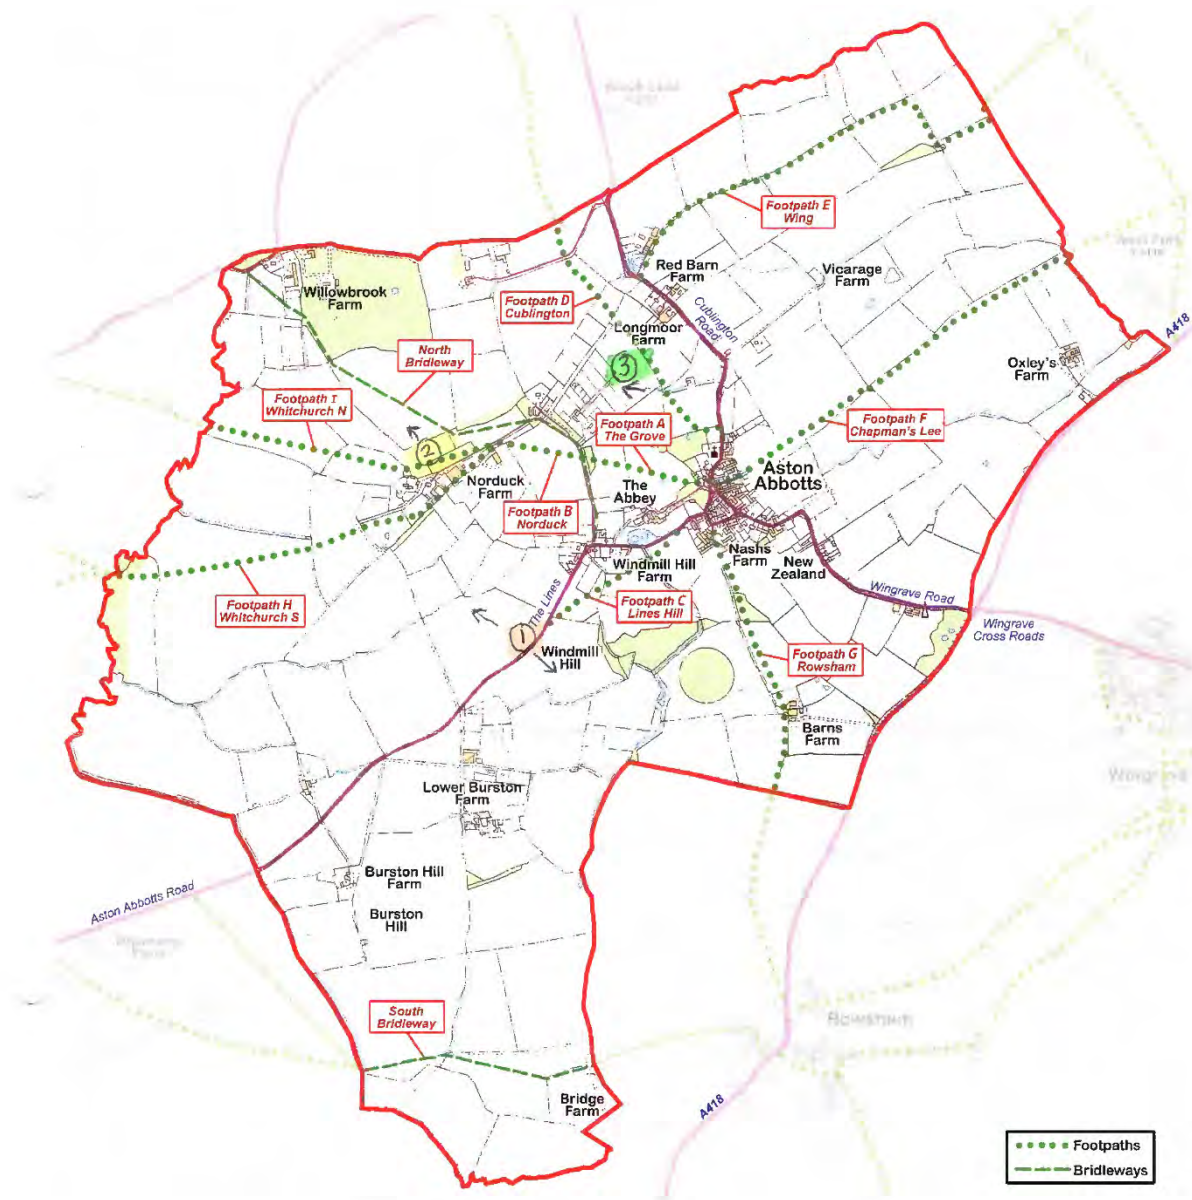 Footpath E
Wing
Red Barn
Farm
Vicarage
Farm
Willowbrook
Farm
Footpath D
Cublington
Cublington
Road
A418
Longmoor
Farm
North
Bridleway
3
Oxley's
Farm
Footpath I
Whitchurch N
Footpath A
The Grove
Footpath F
Chapman's Lee
2
Aston
Abbotts
Norduck
Farm
The
Abbey
Footpath B
Norduck
Nashs
Farm
New
Zealand
Windmill Hill
Farm
The Lines
Wingrave Road
Footpath H
Whitchurch S
Footpath C
Lines Hill
Wingrave
Cross Roads
1
Windmill
Hill
Footpath G
Rowsham
Barns
Farm
Wingrave
Lower Burston
Farm
Burston Hill
Farm
Aston Abbotts Road
Burston
Hill
South
Bridleway
Rowsham
Bridge
Farm
A418
Footpaths
Bridleways